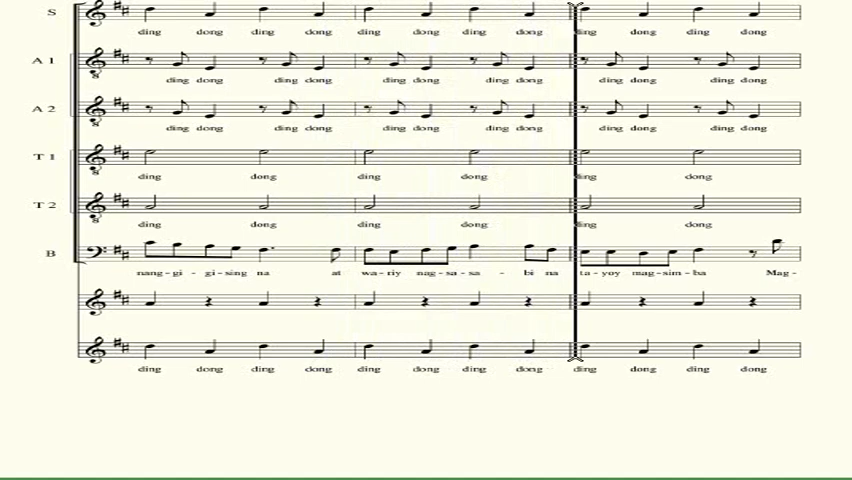 S
ding dong ding dong ding dong ding dong ding dong ding dong
A 1
ding dong ding dong ding dong ding dong ding dong ding dong
A 2
ding dong ding dong ding dong ding dong ding dong ding dong
T 1
ding dong ding dong ding dong
T 2
ding dong ding dong ding dong
B
nang - gi - gi - sing na at wa - riy nag - sa - sa - bi na ta - yoy mag - sim - ba Mag -
ding dong ding dong ding dong ding dong ding dong ding dong